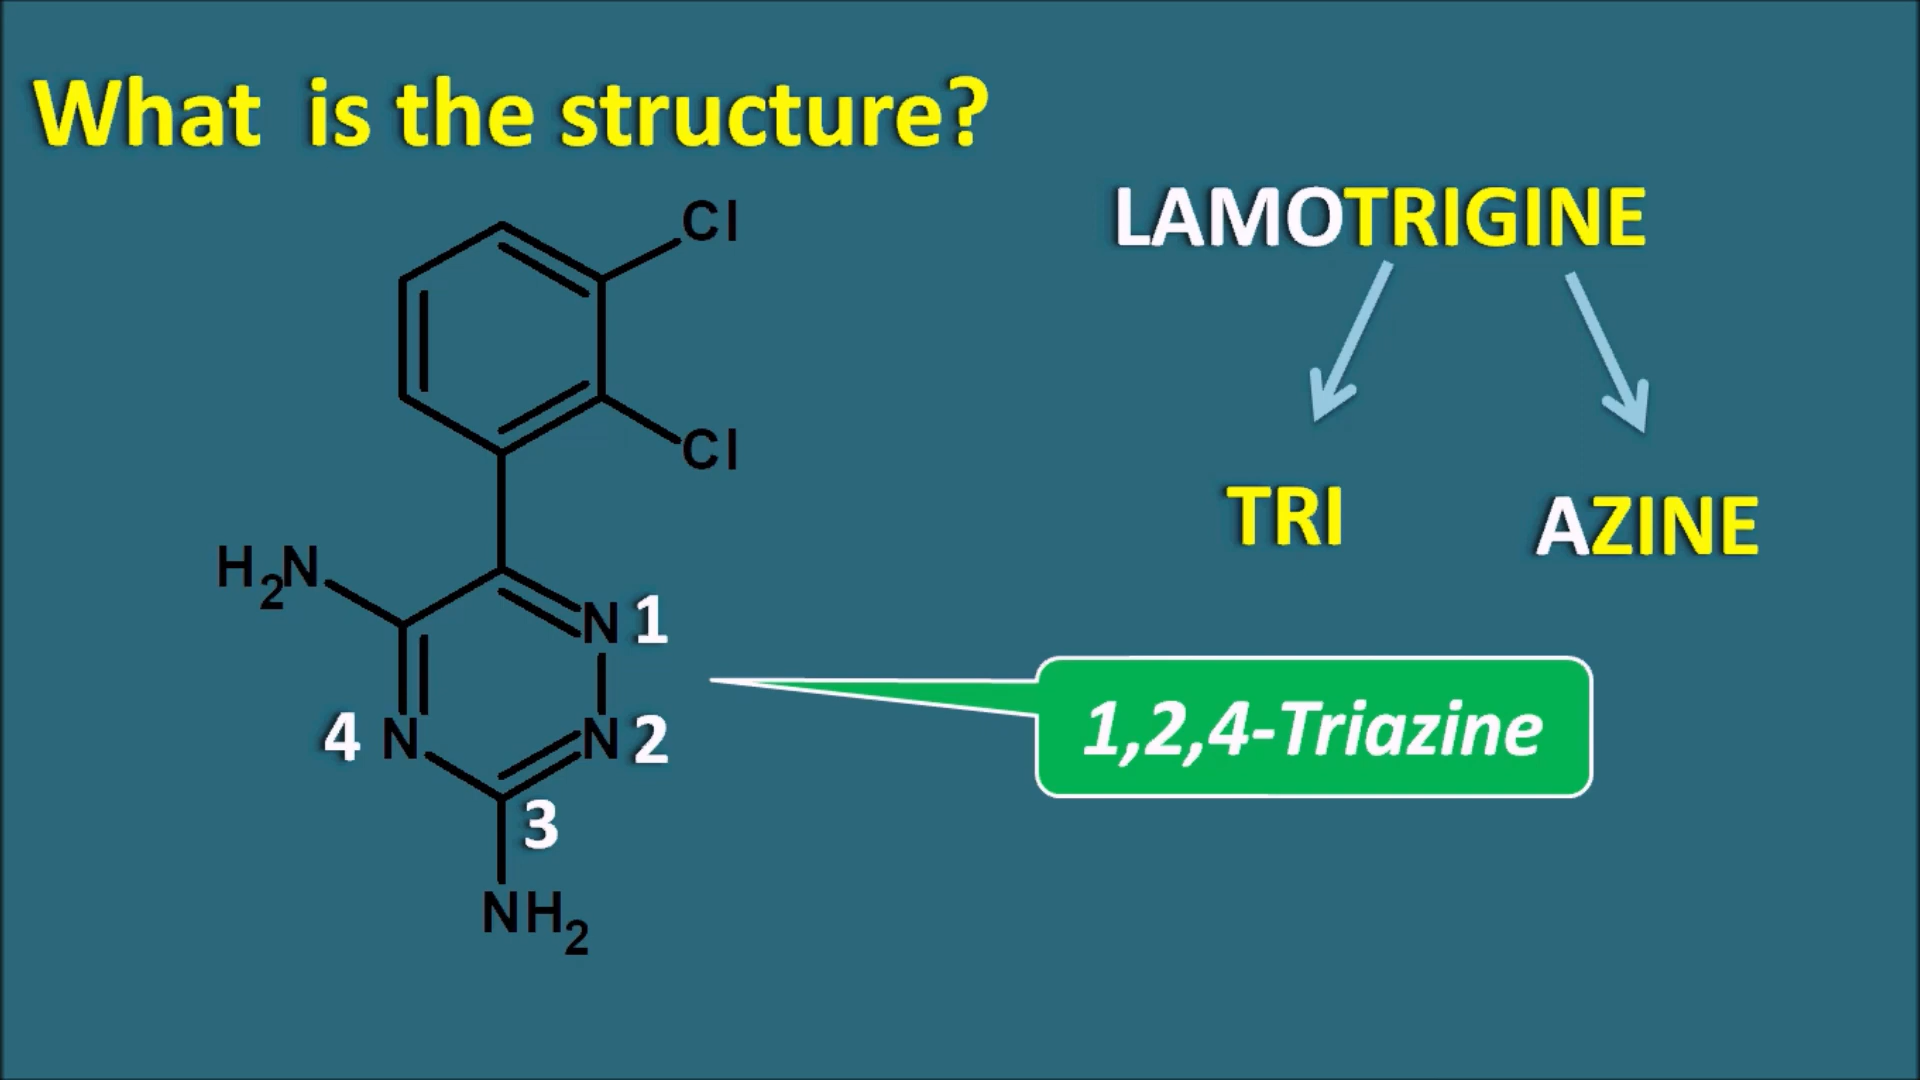 What is the structure?
LAMOTRIGINE
Cl
Cl
TRI
AZINE
H2N
N 1
1,2,4-Triazine
4 N
N 2
3
NH2